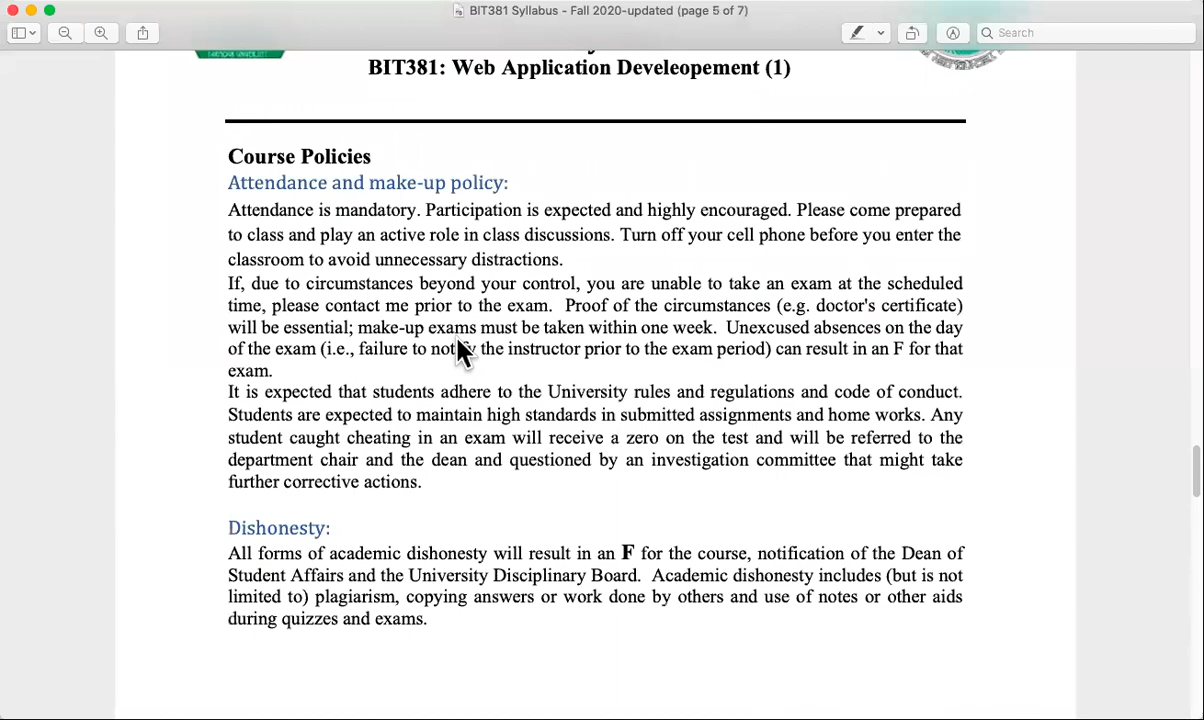 BIT381 Syllabus - Fall 2020-updated (page 5 of 7)
Search
BIT381: Web Application Develeopement (1)
Course Policies
Attendance and make-up policy:
Attendance is mandatory. Participation is expected and highly encouraged. Please come prepared
to class and play an active role in class discussions. Turn off your cell phone before you enter the
classroom to avoid unnecessary distractions.
If, due to circumstances beyond your control, you are unable to take an exam at the scheduled
time, please contact me prior to the exam. Proof of the circumstances (e.g. doctor's certificate)
will be essential; make-up exams must be taken within one week. Unexcused absences on the day
of the exam (i.e., failure to notify the instructor prior to the exam period) can result in an F for that
exam.
It is expected that students adhere to the University rules and regulations and code of conduct.
Students are expected to maintain high standards in submitted assignments and home works. Any
student caught cheating in an exam will receive a zero on the test and will be referred to the
department chair and the dean and questioned by an investigation committee that might take
further corrective actions.
Dishonesty:
All forms of academic dishonesty will result in an F for the course, notification of the Dean of
Student Affairs and the University Disciplinary Board. Academic dishonesty includes (but is not
limited to) plagiarism, copying answers or work done by others and use of notes or other aids
during quizzes and exams.